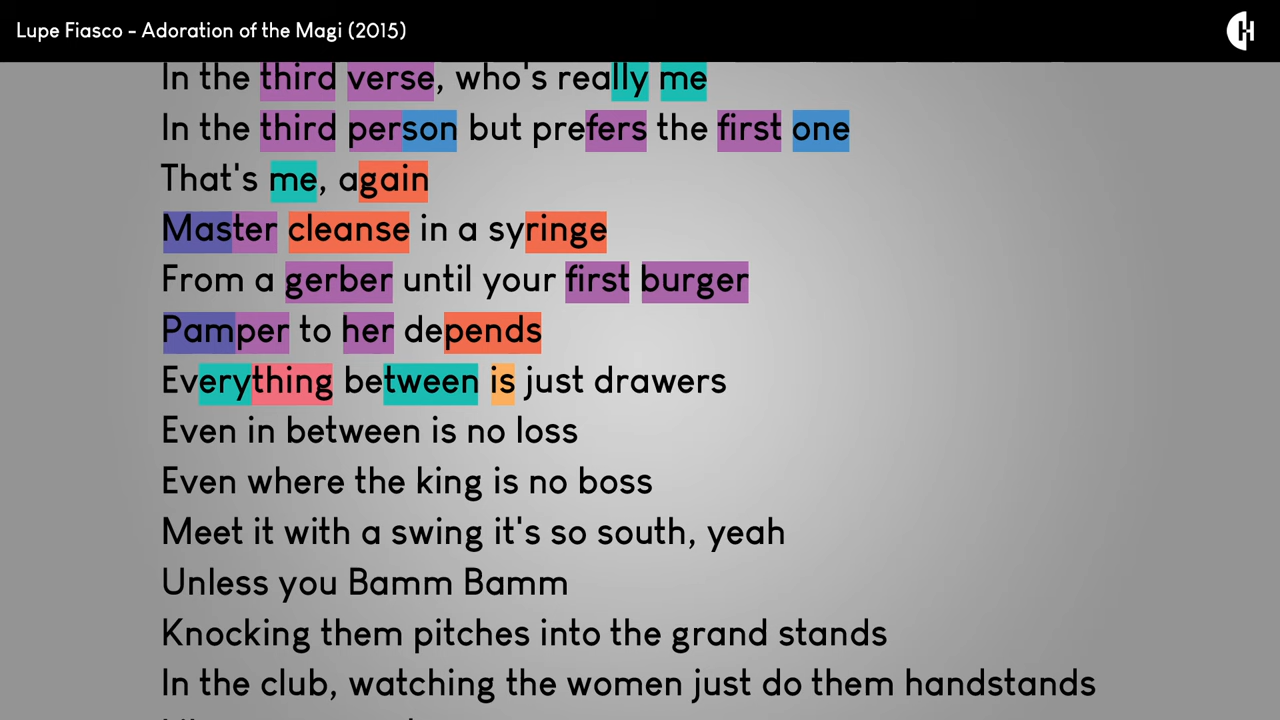 Lupe Fiasco - Adoration of the Magi (2015)
In the third verse, who's really me
In the third person but prefers the first one
That's me, again
Master cleanse in a syringe
From a gerber until your first burger
Pamper to her depends
Everything between is just drawers
Even in between is no loss
Even where the king is no boss
Meet it with a swing it's so south, yeah
Unless you Bamm Bamm
Knocking them pitches into the grand stands
In the club, watching the women just do them handstands